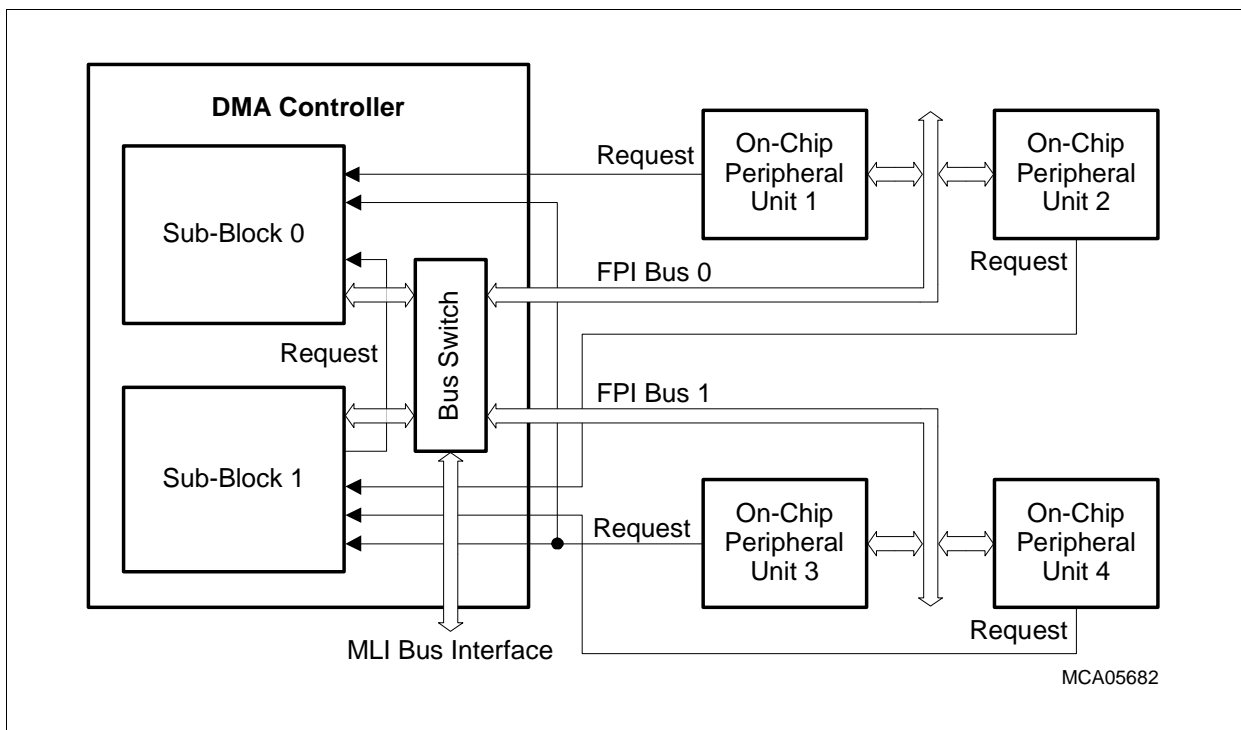 DMA Controller
Sub-Block 0
Request
Sub-Block 1
Bus Switch
MLI Bus Interface
Request
On-Chip
Peripheral
Unit 1
On-Chip
Peripheral
Unit 2
Request
FPI Bus 0
FPI Bus 1
Request
On-Chip
Peripheral
Unit 3
On-Chip
Peripheral
Unit 4
Request
MCA05682